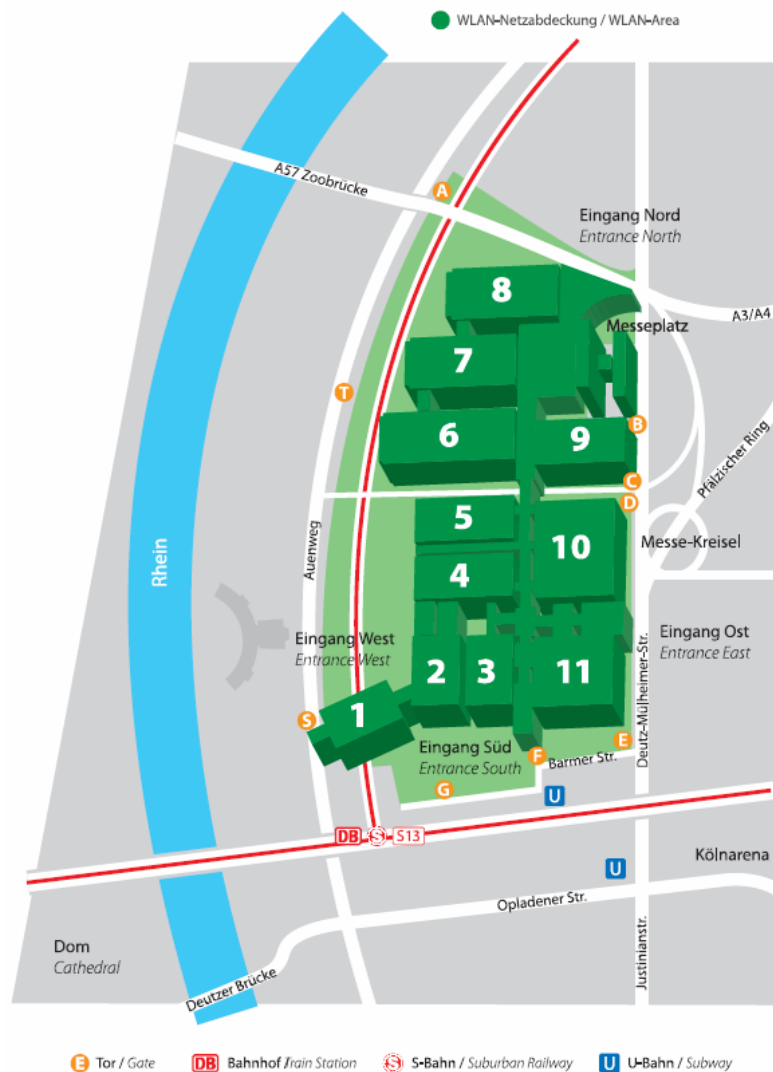 WLAN-Netzabdeckung / WLAN-Area
A57 Zoobrücke
A
Eingang Nord
Entrance North
8
A3/A4
Messeplatz
7
T
6
9
B
Pfälzischer Ring
C
D
5
10
Messe-Kreisel
Auenweg
Rhein
4
Eingang West
Entrance West
Eingang Ost
Entrance East
2
3
11
1
S
Deutz-Mülheimer-Str.
Eingang Süd
Entrance South
E
F
Barmer Str.
G
U
DB
S
S13
Kölnarena
U
Opladener Str.
Dom
Cathedral
Justinianstr.
Deutzer Brücke
E Tor / Gate
DB Bahnhof /Train Station
S S-Bahn / Suburban Railway
U U-Bahn / Subway